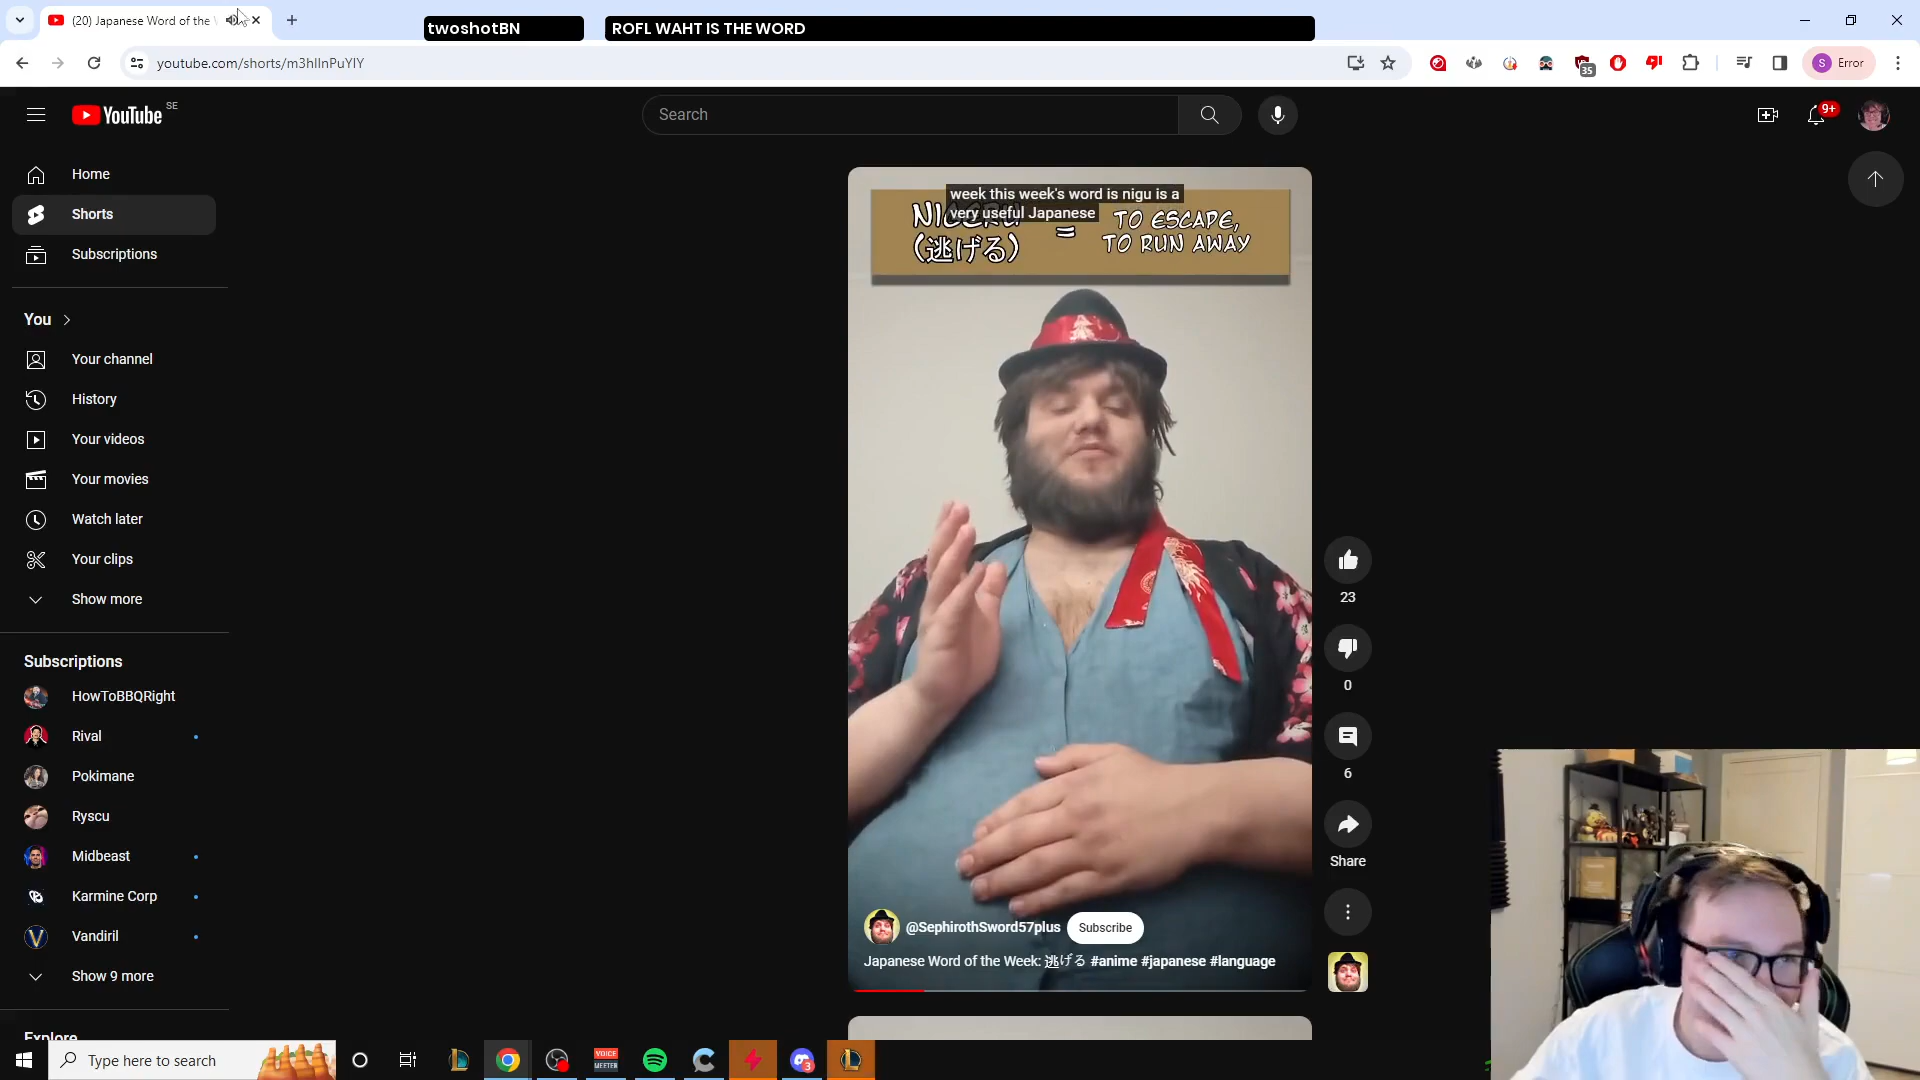 (20) Japanese Word of the
twoshotBN
ROFL WAHT IS THE WORD
youtube.com/shorts/m3hlInPuYlY
35
S
Error
YouTube
SE
Search
9+
Home
Shorts
Subscriptions
You
Your channel
History
Your videos
Your movies
Watch later
Your clips
Show more
Subscriptions
HowToBBQRight
Rival
Pokimane
Ryscu
Midbeast
Karmine Corp
Vandiril
Show 9 more
Explore
week this week's word is nigu is a
very useful Japanese
(逃げる)
=
TO ESCAPE,
TO RUN AWAY
23
0
6
Share
@SephirothSword57plus
Subscribe
Japanese Word of the Week: 逃げる #anime #japanese #language
Type here to search
VOICE
MEETER
3